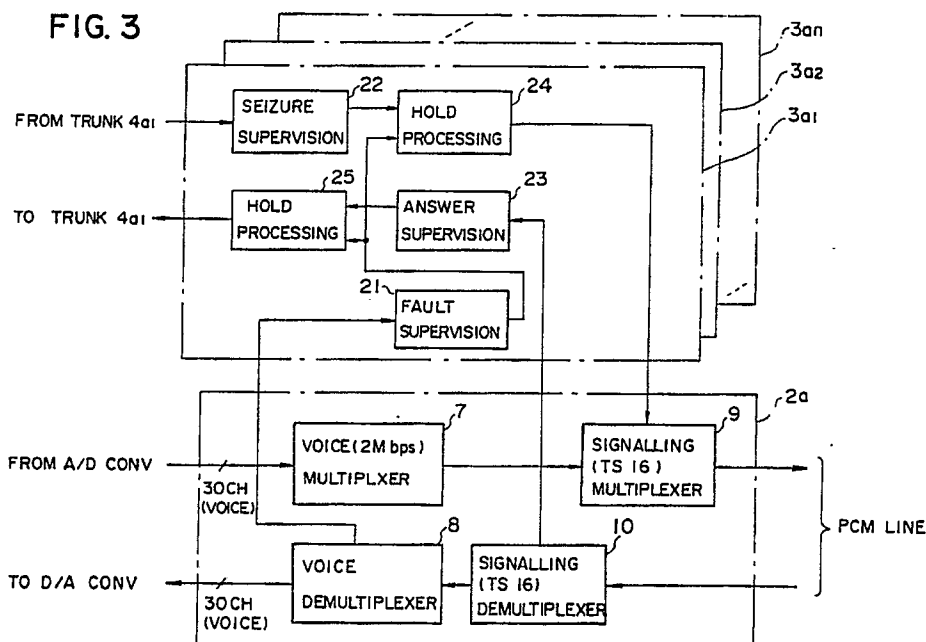 FIG. 3
3an
3a2
3a1
22
24
FROM TRUNK 4a1
SEIZURE
SUPERVISION
HOLD
PROCESSING
25
23
TO TRUNK 4a1
HOLD
PROCESSING
ANSWER
SUPERVISION
21
FAULT
SUPERVISION
2a
7
9
FROM A/D CONV
30CH
(VOICE)
VOICE (2M bps)
MULTIPLXER
SIGNALLING
(TS 16)
MULTIPLEXER
PCM LINE
8
10
TO D/A CONV
30CH
(VOICE)
VOICE
DEMULTIPLEXER
SIGNALLING
(TS 16)
DEMULTIPLEXER